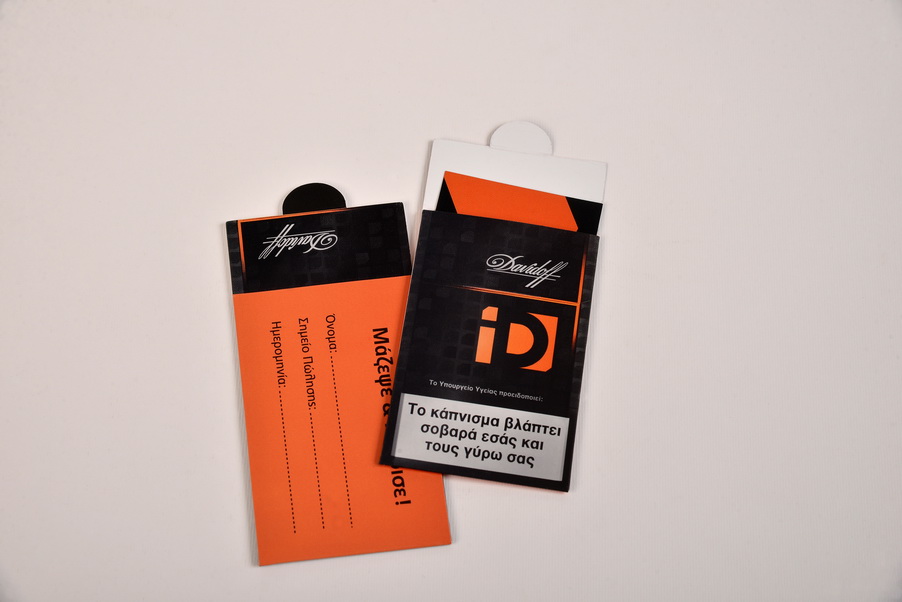 Davidoff
Μάζεψε
ισε!
Όνομα:
Σημείο Πώλησης:
Ημερομηνία:
Davidoff
iD
Το Υπουργείο Υγείας προειδοποιεί:
Το κάπνισμα βλάπτει
σοβαρά εσάς και
τους γύρω σας